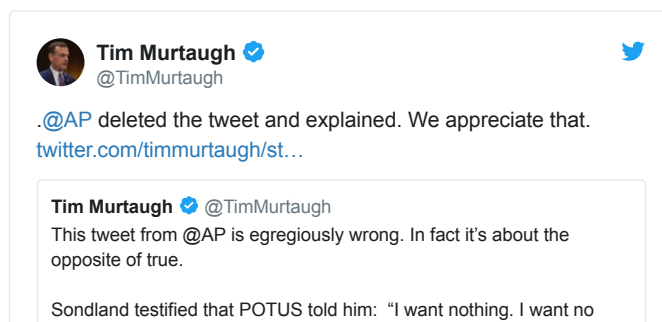 Tim Murtaugh
@TimMurtaugh
.@AP deleted the tweet and explained. We appreciate that.
twitter.com/timmurtaugh/st…
Tim Murtaugh @TimMurtaugh
This tweet from @AP is egregiously wrong. In fact it’s about the
opposite of true.
Sondland testified that POTUS told him:  “I want nothing. I want no